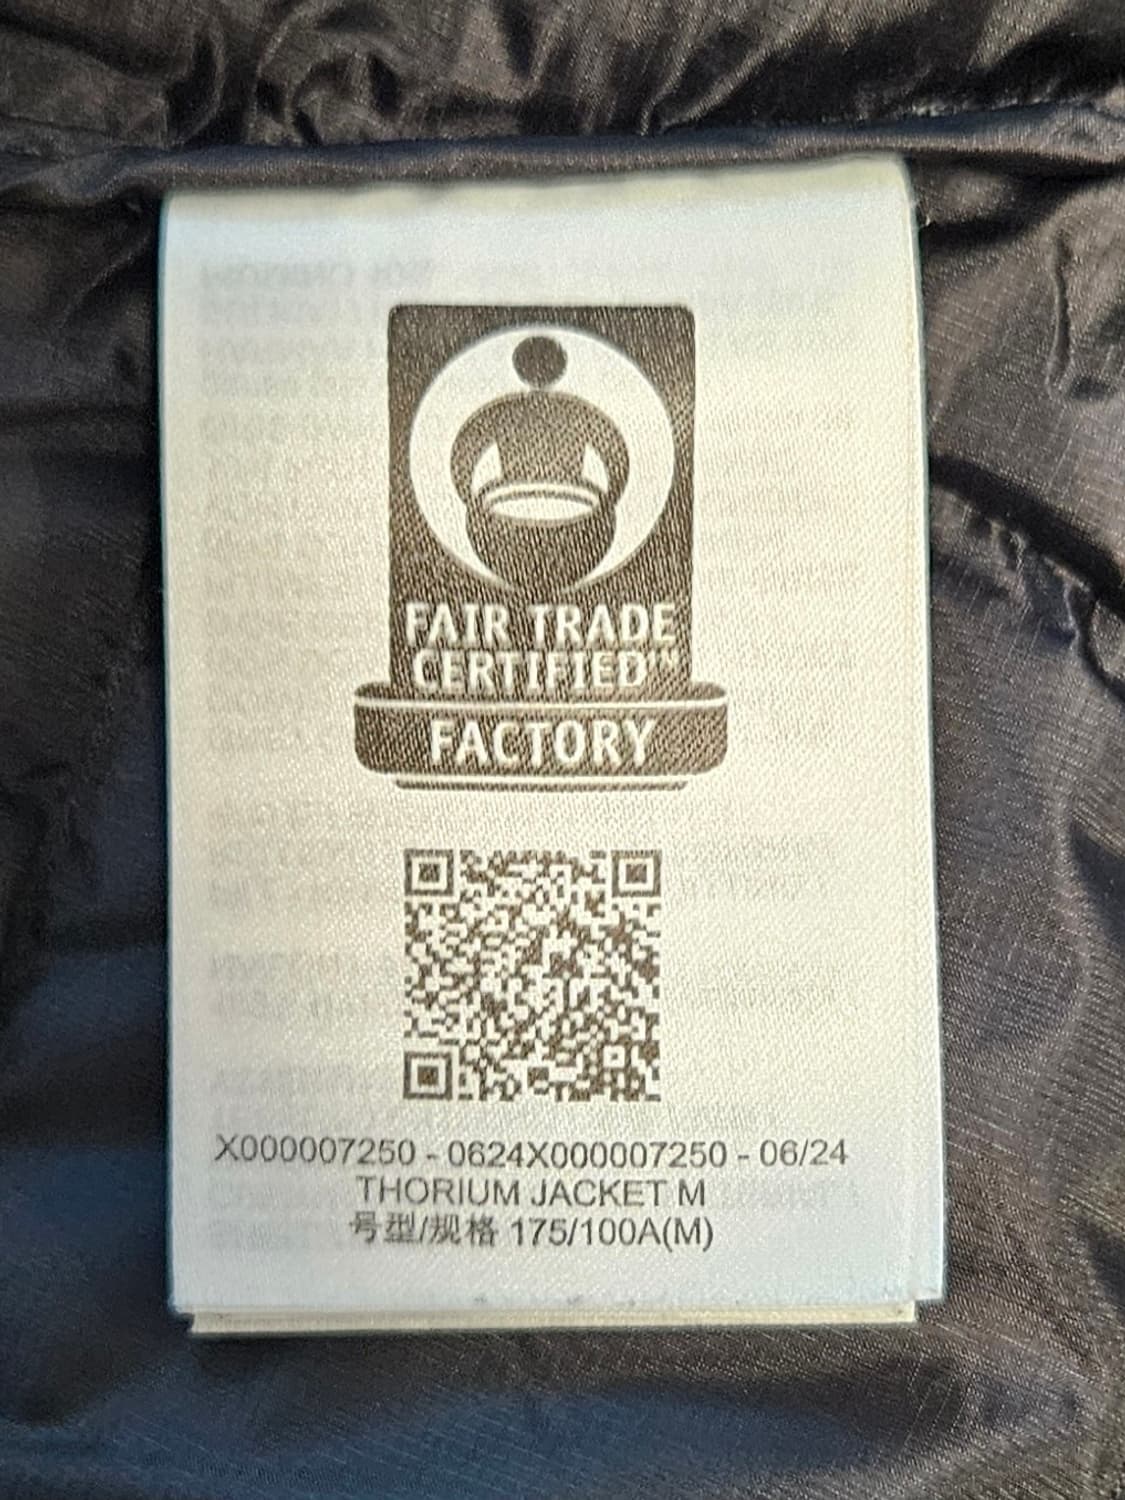 FAIR TRADE
CERTIFIED™
FACTORY
X000007250 - 0624X000007250 - 06/24
THORIUM JACKET M
号型/规格 175/100A(M)